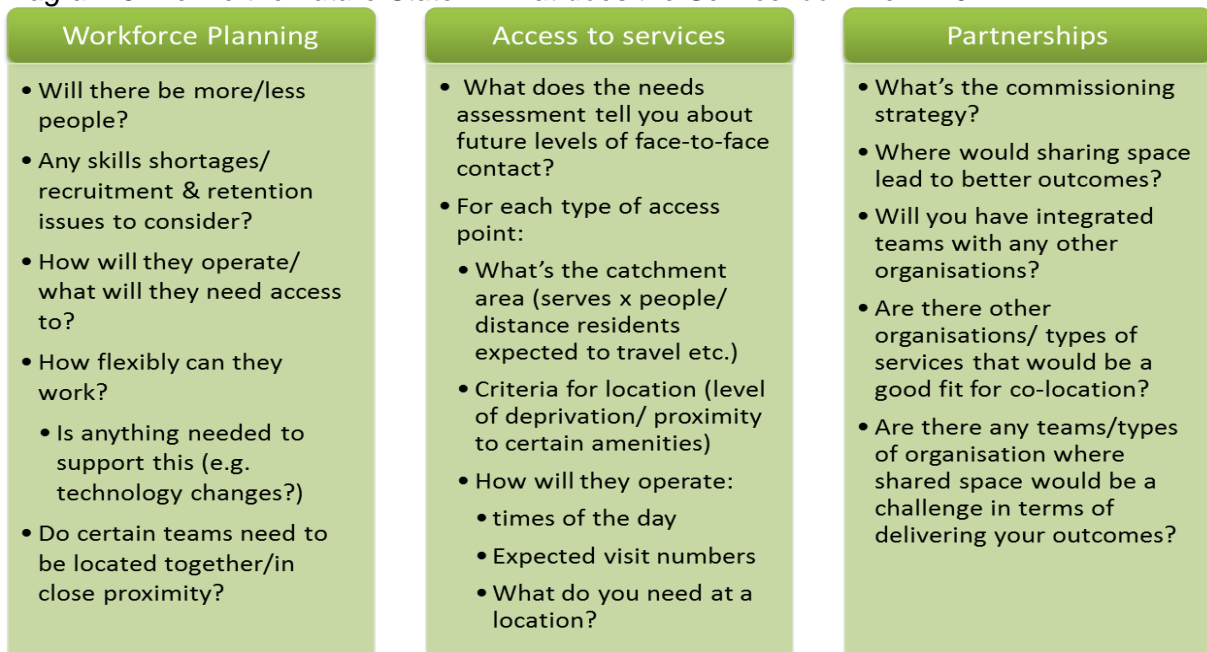 Workforce Planning
• Will there be more/less
people?
• Any skills shortages/
recruitment & retention
issues to consider?
• How will they operate/
what will they need access
to?
• How flexibly can they
work?
• Is anything needed to
support this (e.g.
technology changes?)
• Do certain teams need to
be located together/in
close proximity?
Access to services
• What does the needs
assessment tell you about
future levels of face-to-face
contact?
• For each type of access
point:
• What's the catchment
area (serves x people/
distance residents
expected to travel etc.)
• Criteria for location (level
of deprivation/ proximity
to certain amenities)
• How will they operate:
• times of the day
• Expected visit numbers
• What do you need at a
location?
Partnerships
• What's the commissioning
strategy?
• Where would sharing space
lead to better outcomes?
• Will you have integrated
teams with any other
organisations?
• Are there other
organisations/ types of
services that would be a
good fit for co-location?
• Are there any teams/types
of organisation where
shared space would be a
challenge in terms of
delivering your outcomes?